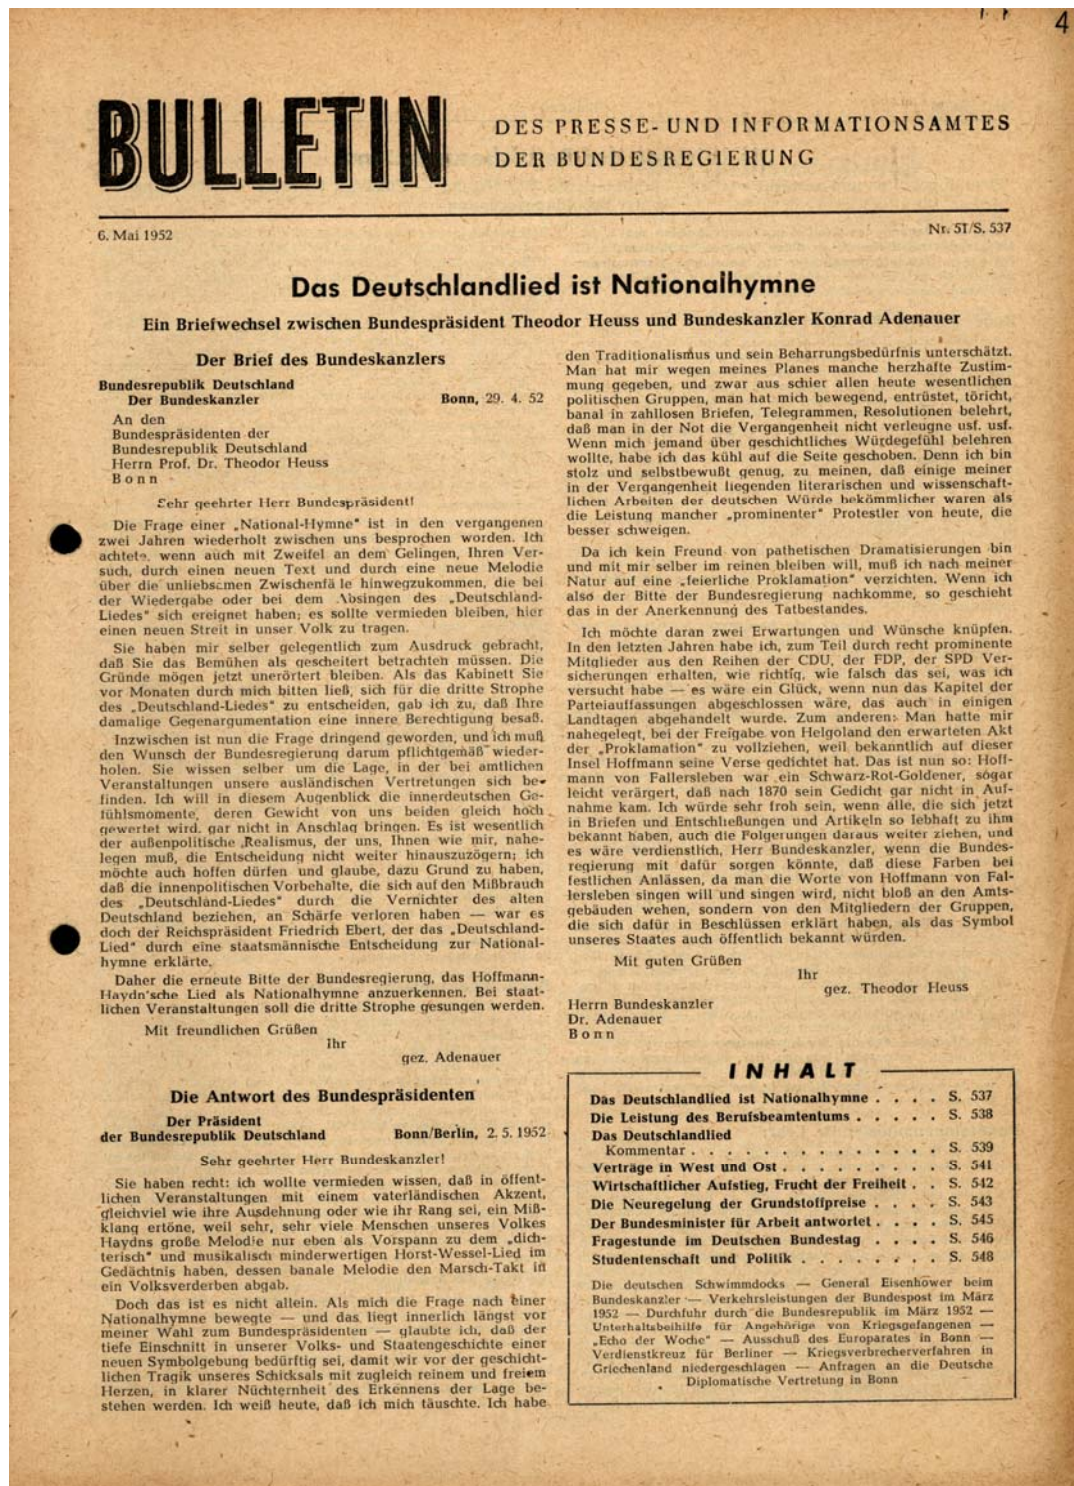 4
BULLETIN
DES PRESSE- UND INFORMATIONSAMTES
DER BUNDESREGIERUNG
6. Mai 1952
Nr. 51/S. 537
Das Deutschlandlied ist Nationalhymne
Ein Briefwechsel zwischen Bundespräsident Theodor Heuss und Bundeskanzler Konrad Adenauer
Der Brief des Bundeskanzlers
Bundesrepublik Deutschland
Der Bundeskanzler Bonn, 29. 4. 52
An den
Bundespräsidenten der
Bundesrepublik Deutschland
Herrn Prof. Dr. Theodor Heuss
Bonn
Sehr geehrter Herr Bundespräsident!
Die Frage einer „National-Hymne" ist in den vergangenen
zwei Jahren wiederholt zwischen uns besprochen worden. Ich
achtete, wenn auch mit Zweifel an dem Gelingen, Ihren Ver-
such, durch einen neuen Text und durch eine neue Melodie
über die unliebsamen Zwischenfälle hinwegzukommen, die bei
der Wiedergabe oder bei dem Absingen des „Deutschland-
Liedes" sich ereignet haben; es sollte vermieden bleiben, hier
einen neuen Streit in unser Volk zu tragen.
Sie haben mir selber gelegentlich zum Ausdruck gebracht,
daß Sie das Bemühen als gescheitert betrachten müssen. Die
Gründe mögen jetzt unerörtert bleiben. Als das Kabinett Sie
vor Monaten durch mich bitten ließ, sich für die dritte Strophe
des „Deutschland-Liedes" zu entscheiden, gab ich zu, daß Ihre
damalige Gegenargumentation eine innere Berechtigung besaß.
Inzwischen ist nun die Frage dringend geworden, und ich muß
den Wunsch der Bundesregierung darum pflichtgemäß wieder-
holen. Sie wissen selber um die Lage, in der bei amtlichen
Veranstaltungen unsere ausländischen Vertretungen sich be-
finden. Ich will in diesem Augenblick die innerdeutschen Ge-
fühlsmomente, deren Gewicht von uns beiden gleich hoch
gewertet wird, gar nicht in Anschlag bringen. Es ist wesentlich
der außenpolitische Realismus, der uns, Ihnen wie mir, nahe-
legen muß, die Entscheidung nicht weiter hinauszuzögern; ich
möchte auch hoffen dürfen und glaube, dazu Grund zu haben,
daß die innenpolitischen Vorbehalte, die sich auf den Mißbrauch
des „Deutschland-Liedes" durch die Vernichter des alten
Deutschland beziehen, an Schärfe verloren haben — war es
doch der Reichspräsident Friedrich Ebert, der das „Deutschland-
Lied" durch eine staatsmännische Entscheidung zur National-
hymne erklärte.
Daher die erneute Bitte der Bundesregierung, das Hoffmann-
Haydn'sche Lied als Nationalhymne anzuerkennen. Bei staat-
lichen Veranstaltungen soll die dritte Strophe gesungen werden.
Mit freundlichen Grüßen
Ihr
gez. Adenauer
Die Antwort des Bundespräsidenten
Der Präsident
der Bundesrepublik Deutschland Bonn/Berlin, 2. 5. 1952
Sehr geehrter Herr Bundeskanzler!
Sie haben recht: ich wollte vermieden wissen, daß in öffent-
lichen Veranstaltungen mit einem vaterländischen Akzent,
gleichviel wie ihre Ausdehnung oder wie ihr Rang sei, ein Miß-
klang ertöne, weil sehr, sehr viele Menschen unseres Volkes
Haydns große Melodie nur eben als Vorspann zu dem „dich-
terisch" und musikalisch minderwertigen Horst-Wessel-Lied im
Gedächtnis haben, dessen banale Melodie den Marsch-Takt in
ein Volksverderben abgab.
Doch das ist es nicht allein. Als mich die Frage nach einer
Nationalhymne bewegte — und das liegt innerlich längst vor
meiner Wahl zum Bundespräsidenten — glaubte ich, daß der
tiefe Einschnitt in unserer Volks- und Staatengeschichte einer
neuen Symbolgebung bedürftig sei, damit wir vor der geschicht-
lichen Tragik unseres Schicksals mit zugleich reinem und freiem
Herzen, in klarer Nüchternheit des Erkennens der Lage be-
stehen werden. Ich weiß heute, daß ich mich täuschte. Ich habe
den Traditionalismus und sein Beharrungsbedürfnis unterschätzt.
Man hat mir wegen meines Planes manche herzhafte Zustim-
mung gegeben, und zwar aus schier allen heute wesentlichen
politischen Gruppen, man hat mich bewegend, entrüstet, töricht,
banal in zahllosen Briefen, Telegrammen, Resolutionen belehrt,
daß man in der Not die Vergangenheit nicht verleugne usf. usf.
Wenn mich jemand über geschichtliches Würdegefühl belehren
wollte, habe ich das kühl auf die Seite geschoben. Denn ich bin
stolz und selbstbewußt genug, zu meinen, daß einige meiner
in der Vergangenheit liegenden literarischen und wissenschaft-
lichen Arbeiten der deutschen Würde bekömmlicher waren als
die Leistung mancher „prominenter" Protestler von heute, die
besser schweigen.
Da ich kein Freund von pathetischen Dramatisierungen bin
und mit mir selber im reinen bleiben will, muß ich nach meiner
Natur auf eine „feierliche Proklamation" verzichten. Wenn ich
also der Bitte der Bundesregierung nachkomme, so geschieht
das in der Anerkennung des Tatbestandes.
Ich möchte daran zwei Erwartungen und Wünsche knüpfen.
In den letzten Jahren habe ich, zum Teil durch recht prominente
Mitglieder aus den Reihen der CDU, der FDP, der SPD Ver-
sicherungen erhalten, wie richtig, wie falsch das sei, was ich
versucht habe — es wäre ein Glück, wenn nun das Kapitel der
Parteiauffassungen abgeschlossen wäre, das auch in einigen
Landtagen abgehandelt wurde. Zum anderen: Man hatte mir
nahegelegt, bei der Freigabe von Helgoland den erwarteten Akt
der „Proklamation" zu vollziehen, weil bekanntlich auf dieser
Insel Hoffmann seine Verse gedichtet hat. Das ist nun so: Hoff-
mann von Fallersleben war ein Schwarz-Rot-Goldener, sogar
leicht verärgert, daß nach 1870 sein Gedicht gar nicht in Auf-
nahme kam. Ich würde sehr froh sein, wenn alle, die sich jetzt
in Briefen und Entschließungen und Artikeln so lebhaft zu ihm
bekannt haben, auch die Folgerungen daraus weiter ziehen, und
es wäre verdienstlich, Herr Bundeskanzler, wenn die Bundes-
regierung mit dafür sorgen könnte, daß diese Farben bei
festlichen Anlässen, da man die Worte von Hoffmann von Fal-
lersleben singen will und singen wird, nicht bloß an den Amts-
gebäuden wehen, sondern von den Mitgliedern der Gruppen,
die sich dafür in Beschlüssen erklärt haben, als das Symbol
unseres Staates auch öffentlich bekannt würden.
Mit guten Grüßen
Ihr
gez. Theodor Heuss
Herrn Bundeskanzler
Dr. Adenauer
Bonn
INHALT
Das Deutschlandlied ist Nationalhymne . . . . S. 537
Die Leistung des Berufsbeamtentums . . . . . S. 538
Das Deutschlandlied
Kommentar . . . . . . . . . . . . . . S. 539
Verträge in West und Ost . . . . . . . . . S. 541
Wirtschaftlicher Aufstieg, Frucht der Freiheit . . S. 542
Die Neuregelung der Grundstoffpreise . . . . S. 543
Der Bundesminister für Arbeit antwortet . . . . S. 545
Fragestunde im Deutschen Bundestag . . . . S. 546
Studentenschaft und Politik . . . . . . . . S. 548
Die deutschen Schwimmdocks — General Eisenhower beim
Bundeskanzler — Verkehrsleistungen der Bundespost im März
1952 — Durchfuhr durch die Bundesrepublik im März 1952 —
Unterhaltsbeihilfe für Angehörige von Kriegsgefangenen —
„Echo der Woche" — Ausschuß des Europarates in Bonn —
Verdienstkreuz für Berliner — Kriegsverbrecherverfahren in
Griechenland niedergeschlagen — Anfragen an die Deutsche
Diplomatische Vertretung in Bonn